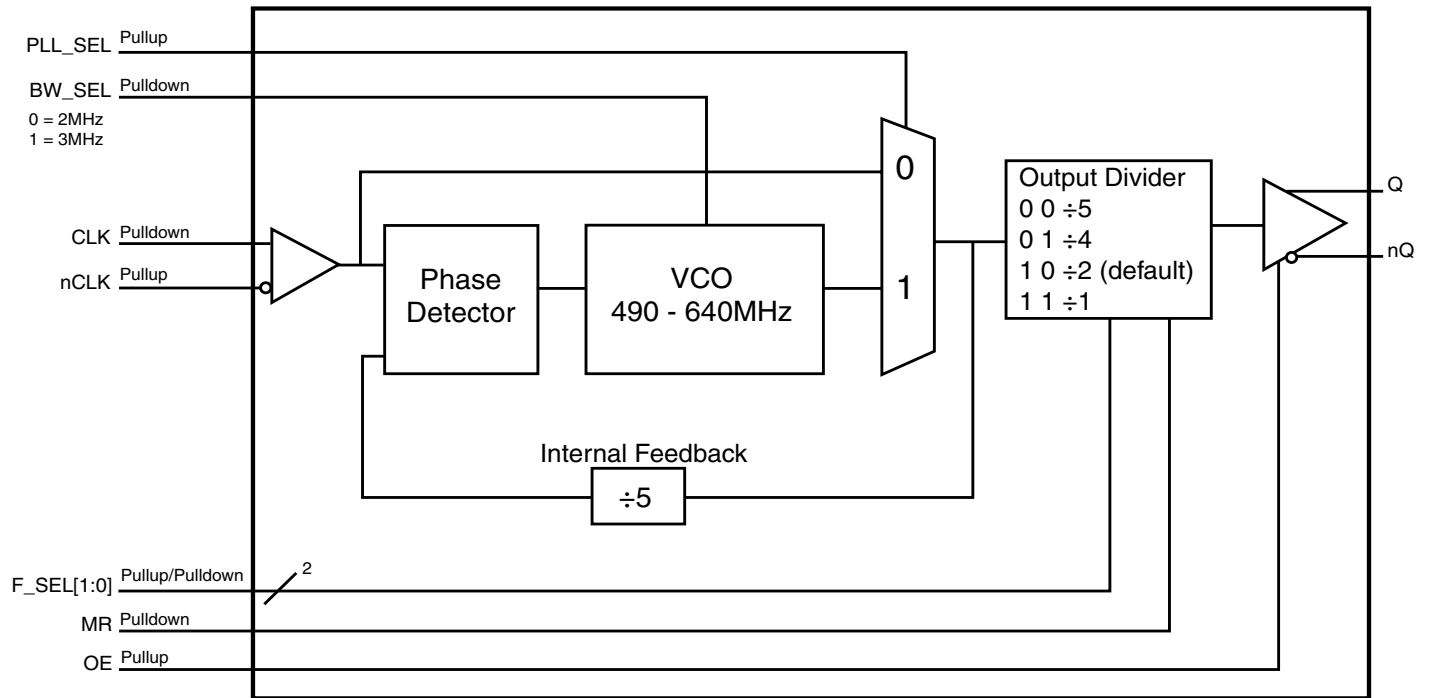 PLL_SEL Pullup
BW_SEL Pulldown
0 = 2MHz
1 = 3MHz
CLK Pulldown
nCLK Pullup
Phase
Detector
VCO
490 - 640MHz
0
1
Output Divider
0 0 ÷5
0 1 ÷4
1 0 ÷2 (default)
1 1 ÷1
Q
nQ
Internal Feedback
÷5
F_SEL[1:0] Pullup/Pulldown 2
MR Pulldown
OE Pullup